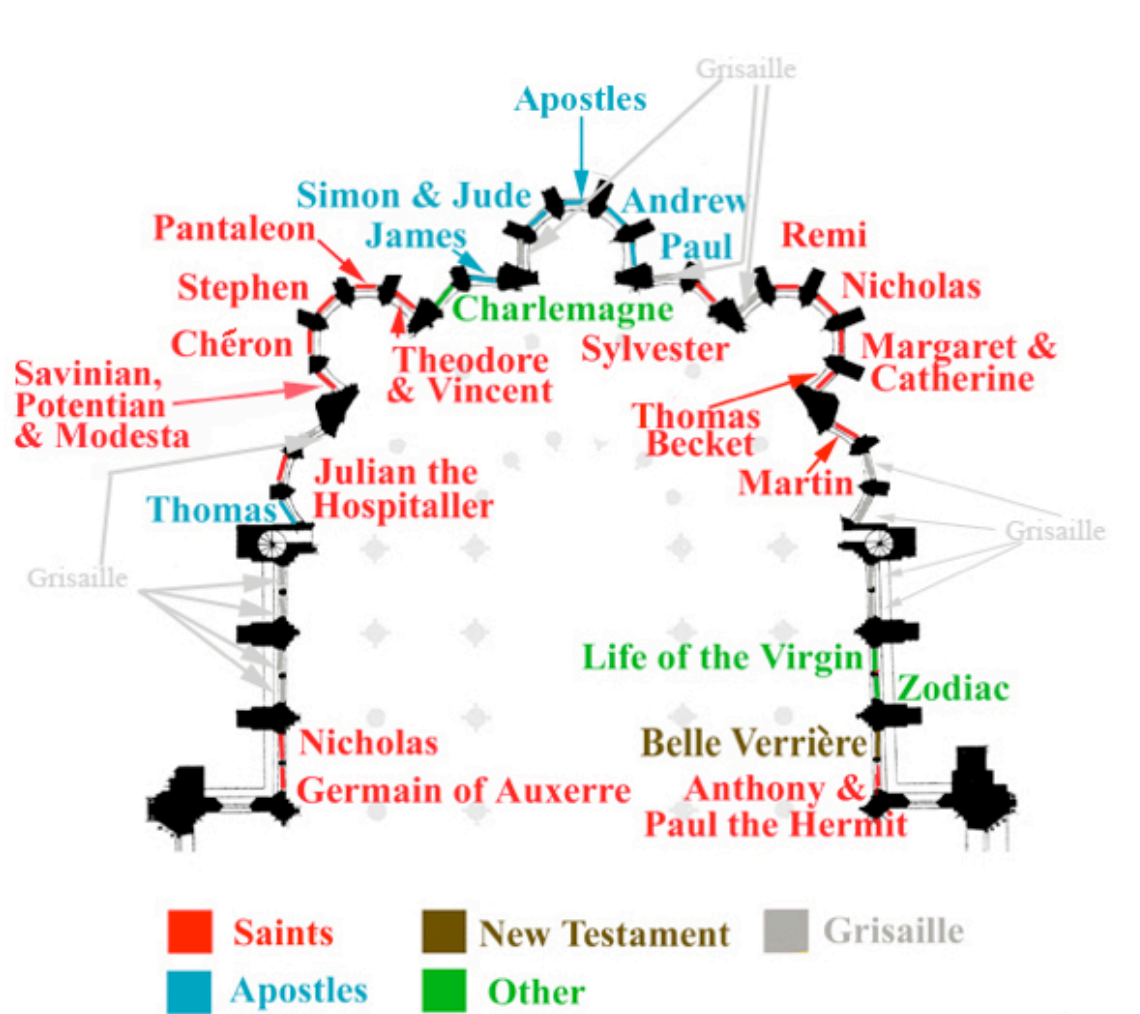 Grisaille
Apostles
Simon & Jude
Andrew
Pantaleon
James
Paul
Remi
Stephen
Nicholas
Charlemagne
Chéron
Theodore
& Vincent
Sylvester
Margaret &
Catherine
Savinian,
Potentian
& Modesta
Thomas
Becket
Julian the
Hospitaller
Martin
Thomas
Grisaille
Grisaille
Life of the Virgin
Zodiac
Nicholas
Belle Verrière
Germain of Auxerre
Anthony &
Paul the Hermit
Saints
New Testament
Grisaille
Apostles
Other